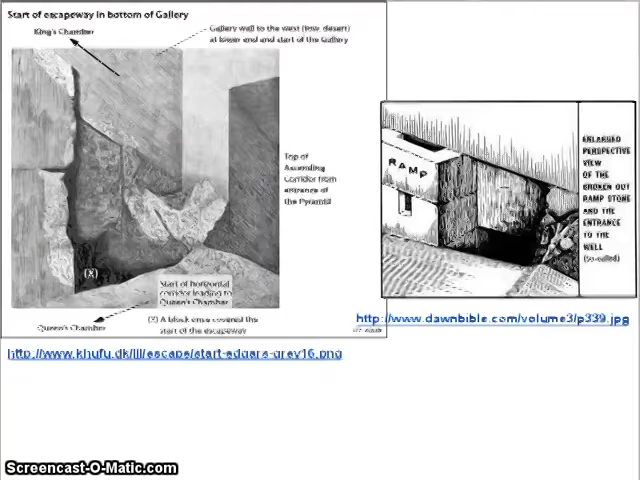 Start of escapeway in bottom of Gallery
King's Chamber
Gallery wall to the west (low, desert)
at lower end and start of the Gallery
Top of
Ascending
Corridor from
entrance of
the Pyramid
(X)
Start of horizontal
corridor leading to
Queen's Chamber
Queen's Chamber
(X) A block once covered the
start of the escapeway
http://www.khufu.dk/ill/escape/start-edgars-grey16.png
RAMP
ENLARGED
PERSPECTIVE
VIEW
OF THE
BROKEN OUT
RAMP STONE
AND THE
ENTRANCE
TO THE
WELL
(so-called)
http://www.dawnbible.com/volume3/p339.jpg
Screencast-O-Matic.com